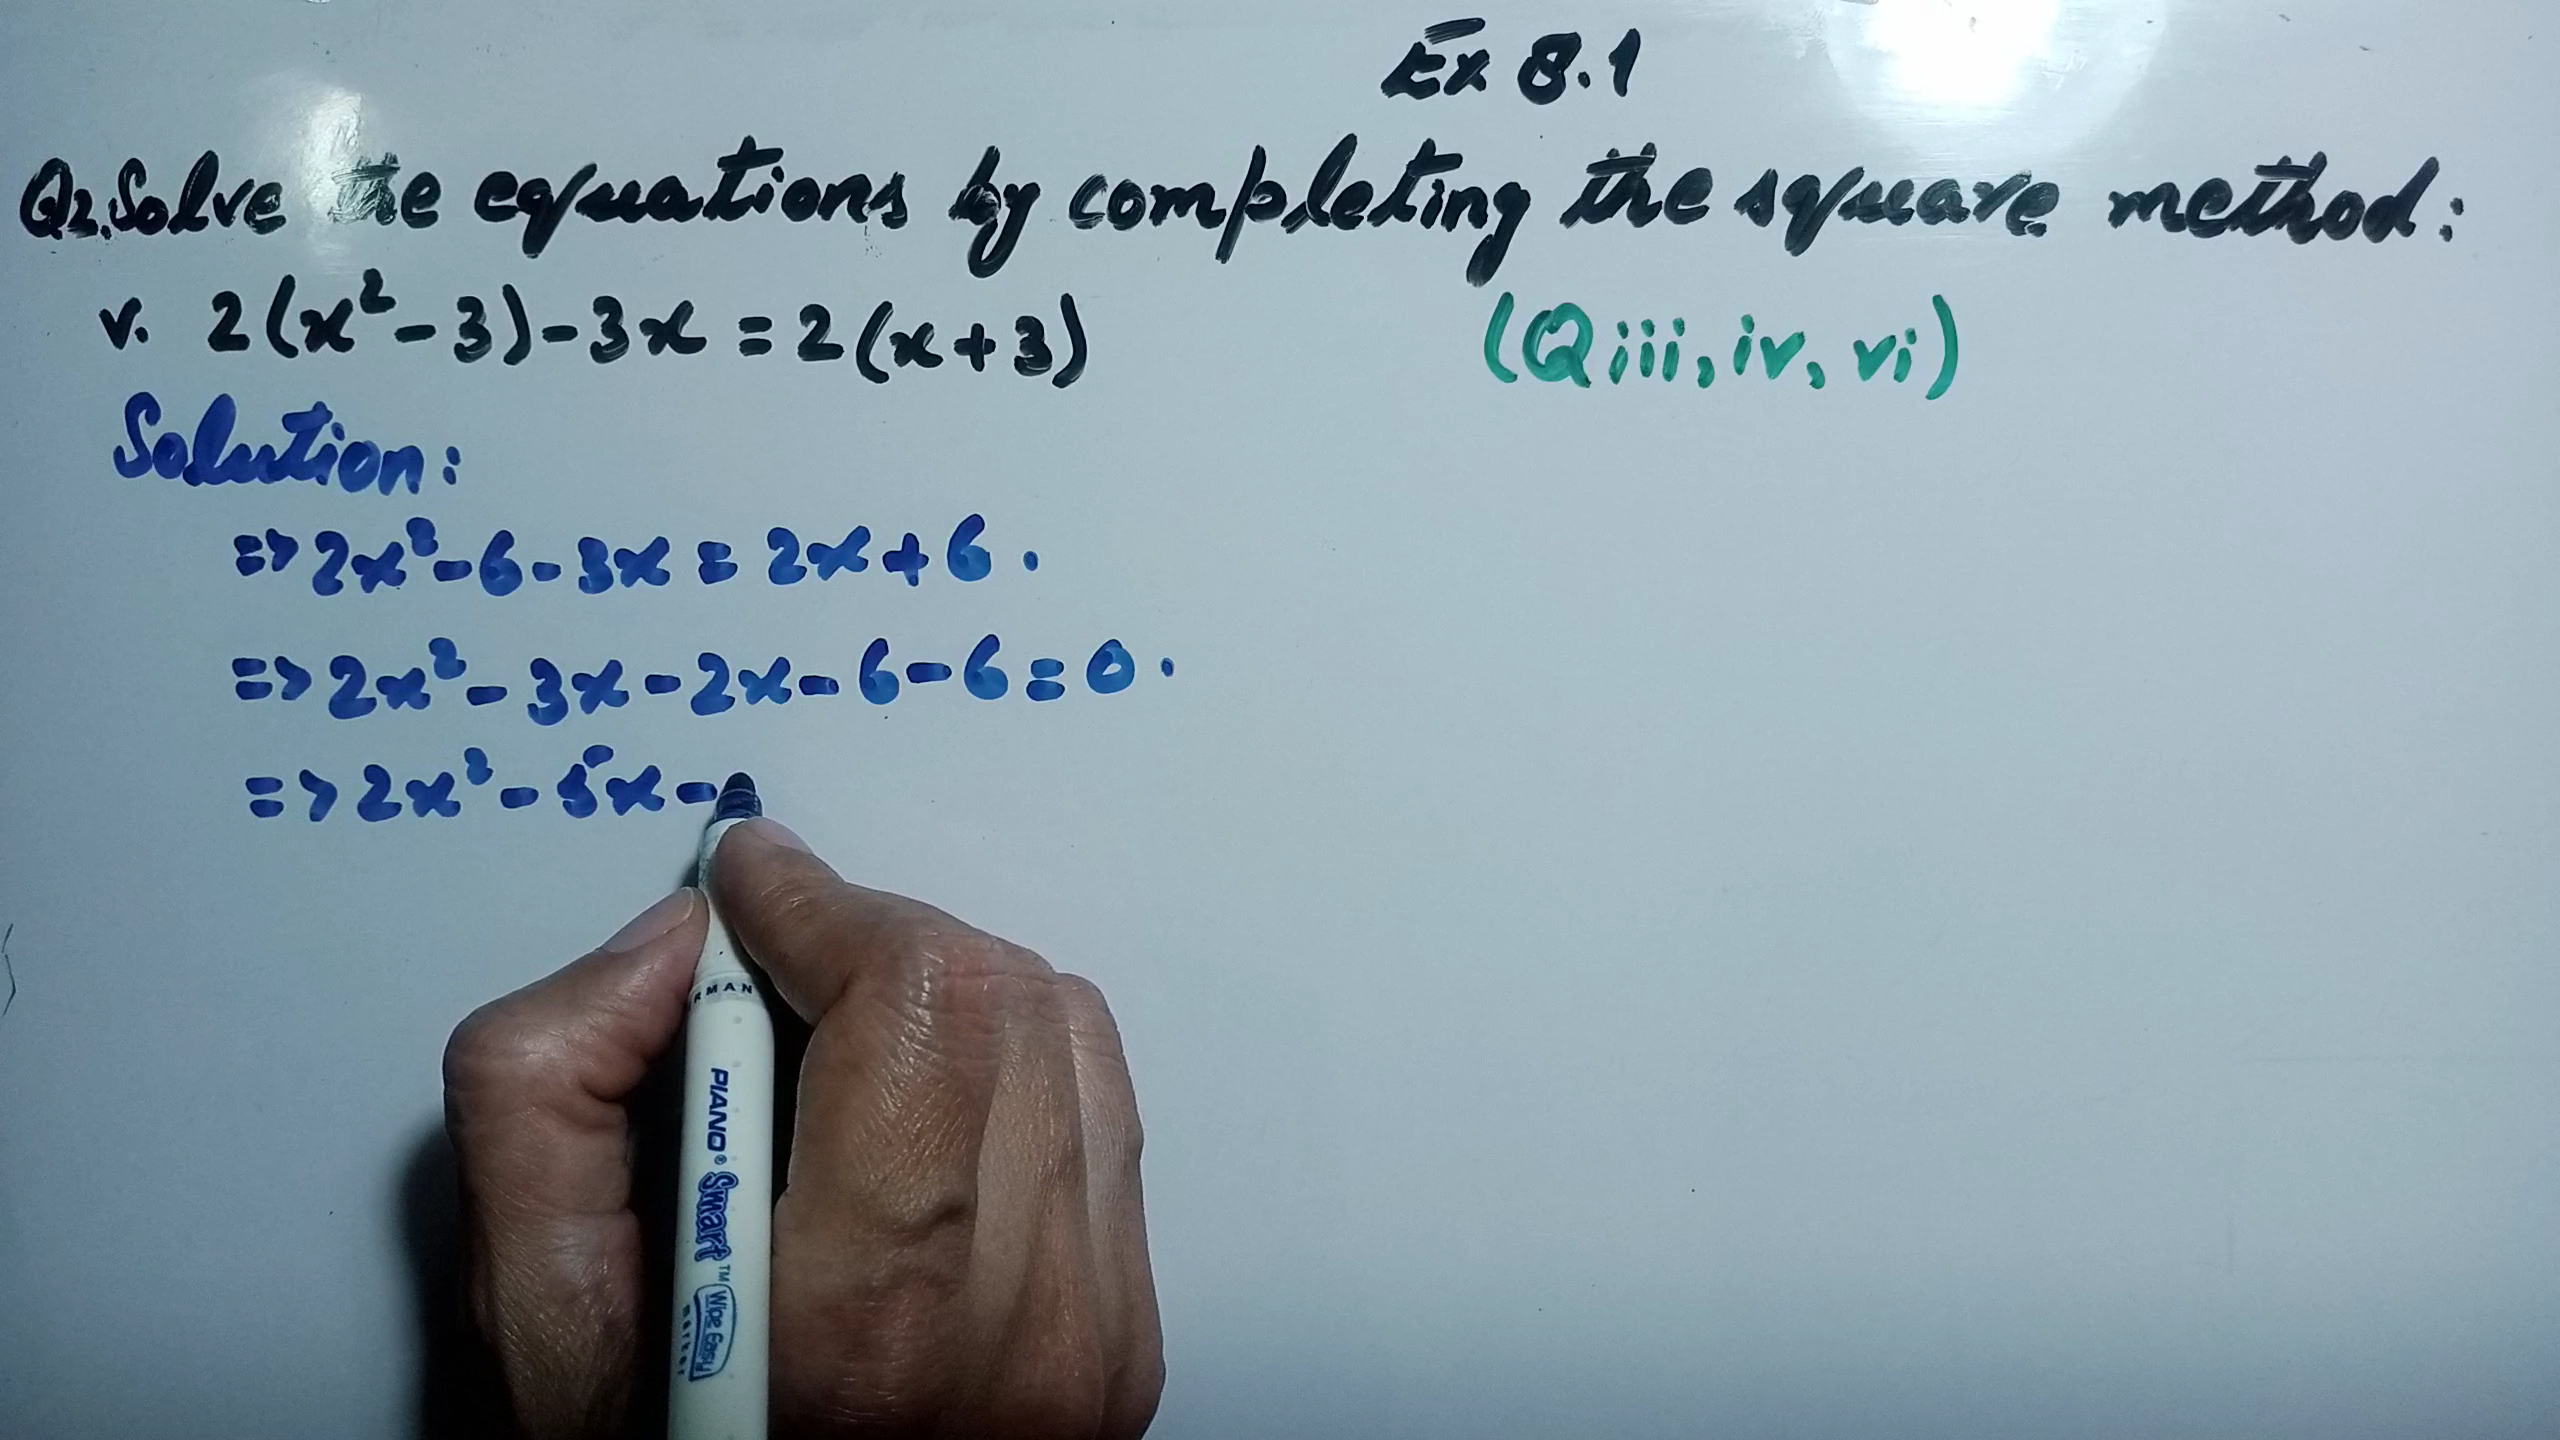 Ex 8.1
Q2. Solve the equations by completing the square method:
v. 2(x²-3)-3x=2(x+3)
(Q iii, iv, vi)
Solution:
=> 2x²-6-3x=2x+6.
=> 2x²-3x-2x-6-6=0.
=> 2x²-5x-
RMAN
PIANO® Smart™ Wipe Easy
marker